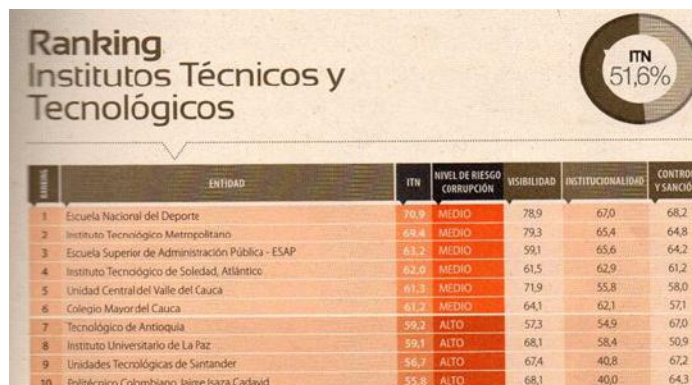 Ranking
Institutos Técnicos y
Tecnológicos
ITN
51,6%
RANKING ENTIDAD ITN NIVEL DE RIESGO CORRUPCIÓN VISIBILIDAD INSTITUCIONALIDAD CONTROL Y SANCIÓN
1 Escuela Nacional del Deporte 70,9 MEDIO 78,9 67,0 68,2
2 Instituto Tecnológico Metropolitano 69,4 MEDIO 79,3 65,4 64,8
3 Escuela Superior de Administración Pública - ESAP 63,2 MEDIO 59,1 65,6 64,2
4 Instituto Tecnológico de Soledad, Atlántico 62,0 MEDIO 61,5 62,9 61,2
5 Unidad Central del Valle del Cauca 61,3 MEDIO 71,9 55,8 58,0
6 Colegio Mayor del Cauca 61,2 MEDIO 64,1 62,1 57,1
7 Tecnológico de Antioquia 59,2 ALTO 57,3 54,9 67,0
8 Instituto Universitario de La Paz 59,1 ALTO 68,1 58,4 50,9
9 Unidades Tecnológicas de Santander 56,7 ALTO 67,4 40,8 67,2
10 Politécnico Colombiano Jaime Isaza Cadavid 55,8 ALTO 68,1 40,0 64,3